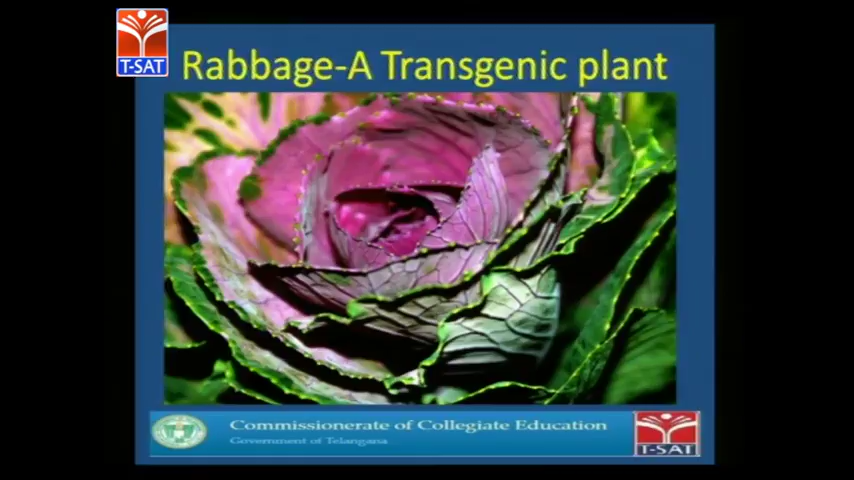 T-SAT
Rabbage-A Transgenic plant
Commissionerate of Collegiate Education
Government of Telangana
T-SAT